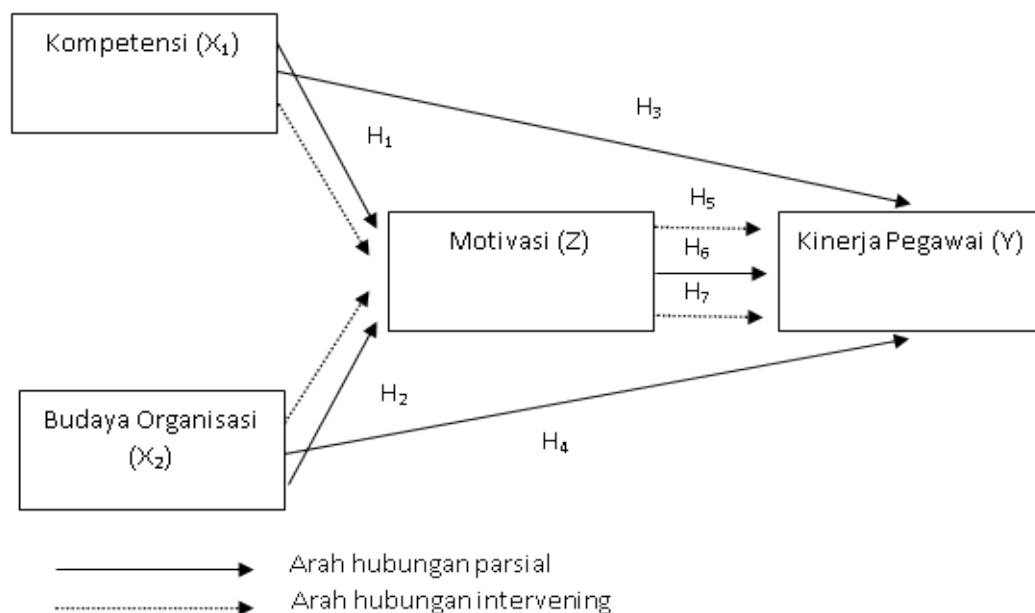 Kompetensi (X₁)
H₃
H₁
H₅
Motivasi (Z)
Kinerja Pegawai (Y)
H₆
H₇
H₂
Budaya Organisasi
(X₂)
H₄
Arah hubungan parsial
Arah hubungan intervening